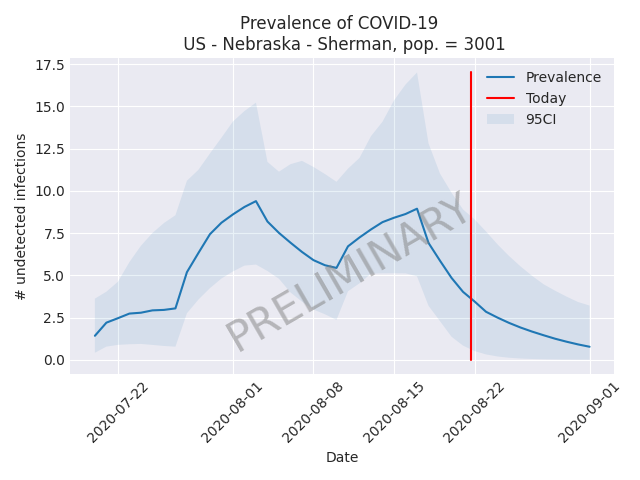 Prevalence of COVID-19
US - Nebraska - Sherman, pop. = 3001
17.5
15.0
12.5
10.0
7.5
5.0
2.5
0.0
# undetected infections
Prevalence
Today
95CI
PRELIMINARY
2020-07-22
2020-08-01
2020-08-08
2020-08-15
2020-08-22
2020-09-01
Date